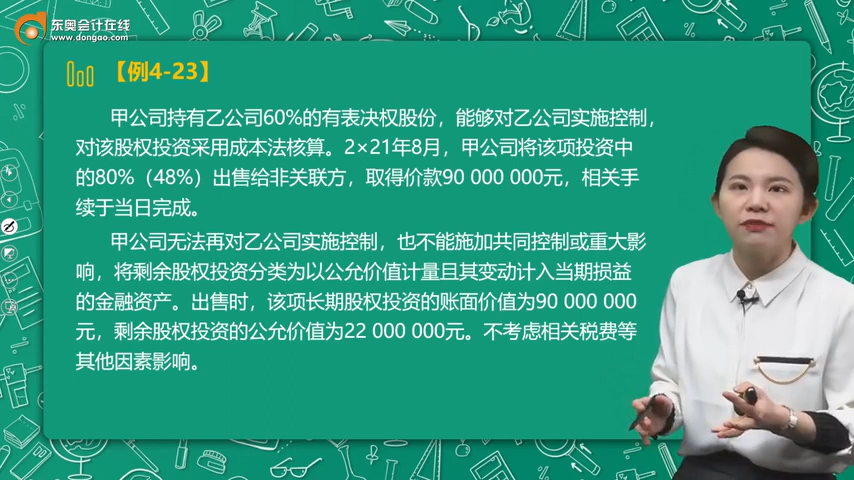 东奥会计在线
www.dongao.com
【例4-23】
甲公司持有乙公司60%的有表决权股份，能够对乙公司实施控制，
对该股权投资采用成本法核算。2×21年8月，甲公司将该项投资中
的80%（48%）出售给非关联方，取得价款90 000 000元，相关手
续于当日完成。
甲公司无法再对乙公司实施控制，也不能施加共同控制或重大影
响，将剩余股权投资分类为以公允价值计量且其变动计入当期损益
的金融资产。出售时，该项长期股权投资的账面价值为90 000 000
元，剩余股权投资的公允价值为22 000 000元。不考虑相关税费等
其他因素影响。